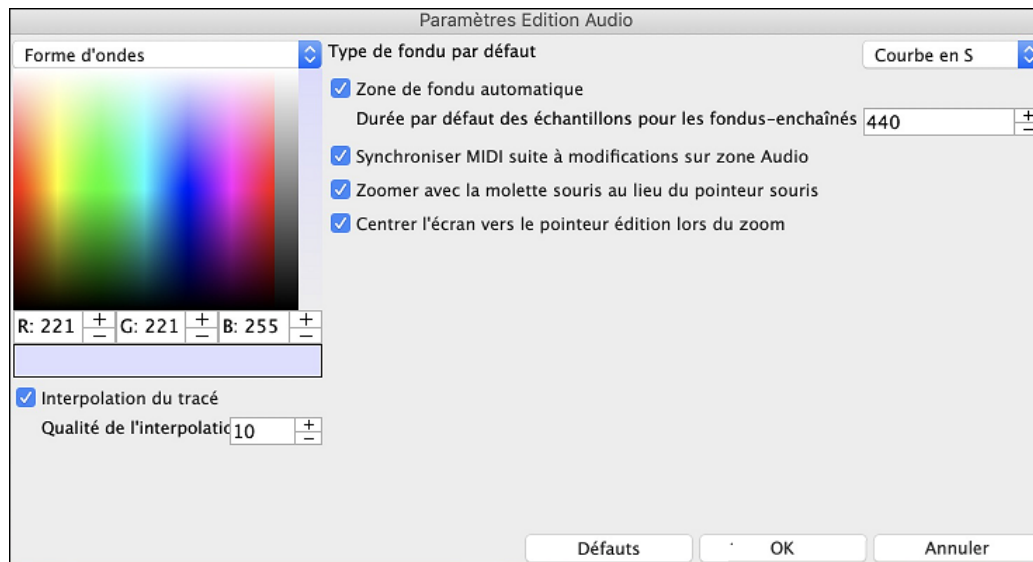 Paramètres Edition Audio
Forme d'ondes
Type de fondu par défaut
Courbe en S
Zone de fondu automatique
Durée par défaut des échantillons pour les fondus-enchaînés 440
Synchroniser MIDI suite à modifications sur zone Audio
Zoomer avec la molette souris au lieu du pointeur souris
Centrer l'écran vers le pointeur édition lors du zoom
R: 221 + − G: 221 + − B: 255 + −
Interpolation du tracé
Qualité de l'interpolatic 10 + −
Défauts
OK
Annuler